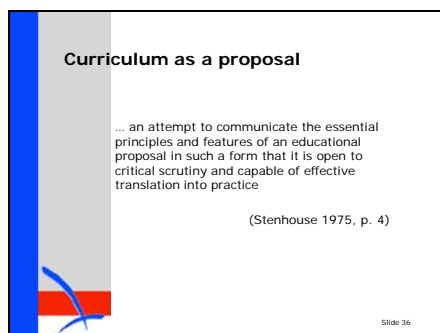 Curriculum as a proposal
... an attempt to communicate the essential
principles and features of an educational
proposal in such a form that it is open to
critical scrutiny and capable of effective
translation into practice
(Stenhouse 1975, p. 4)
Slide 36